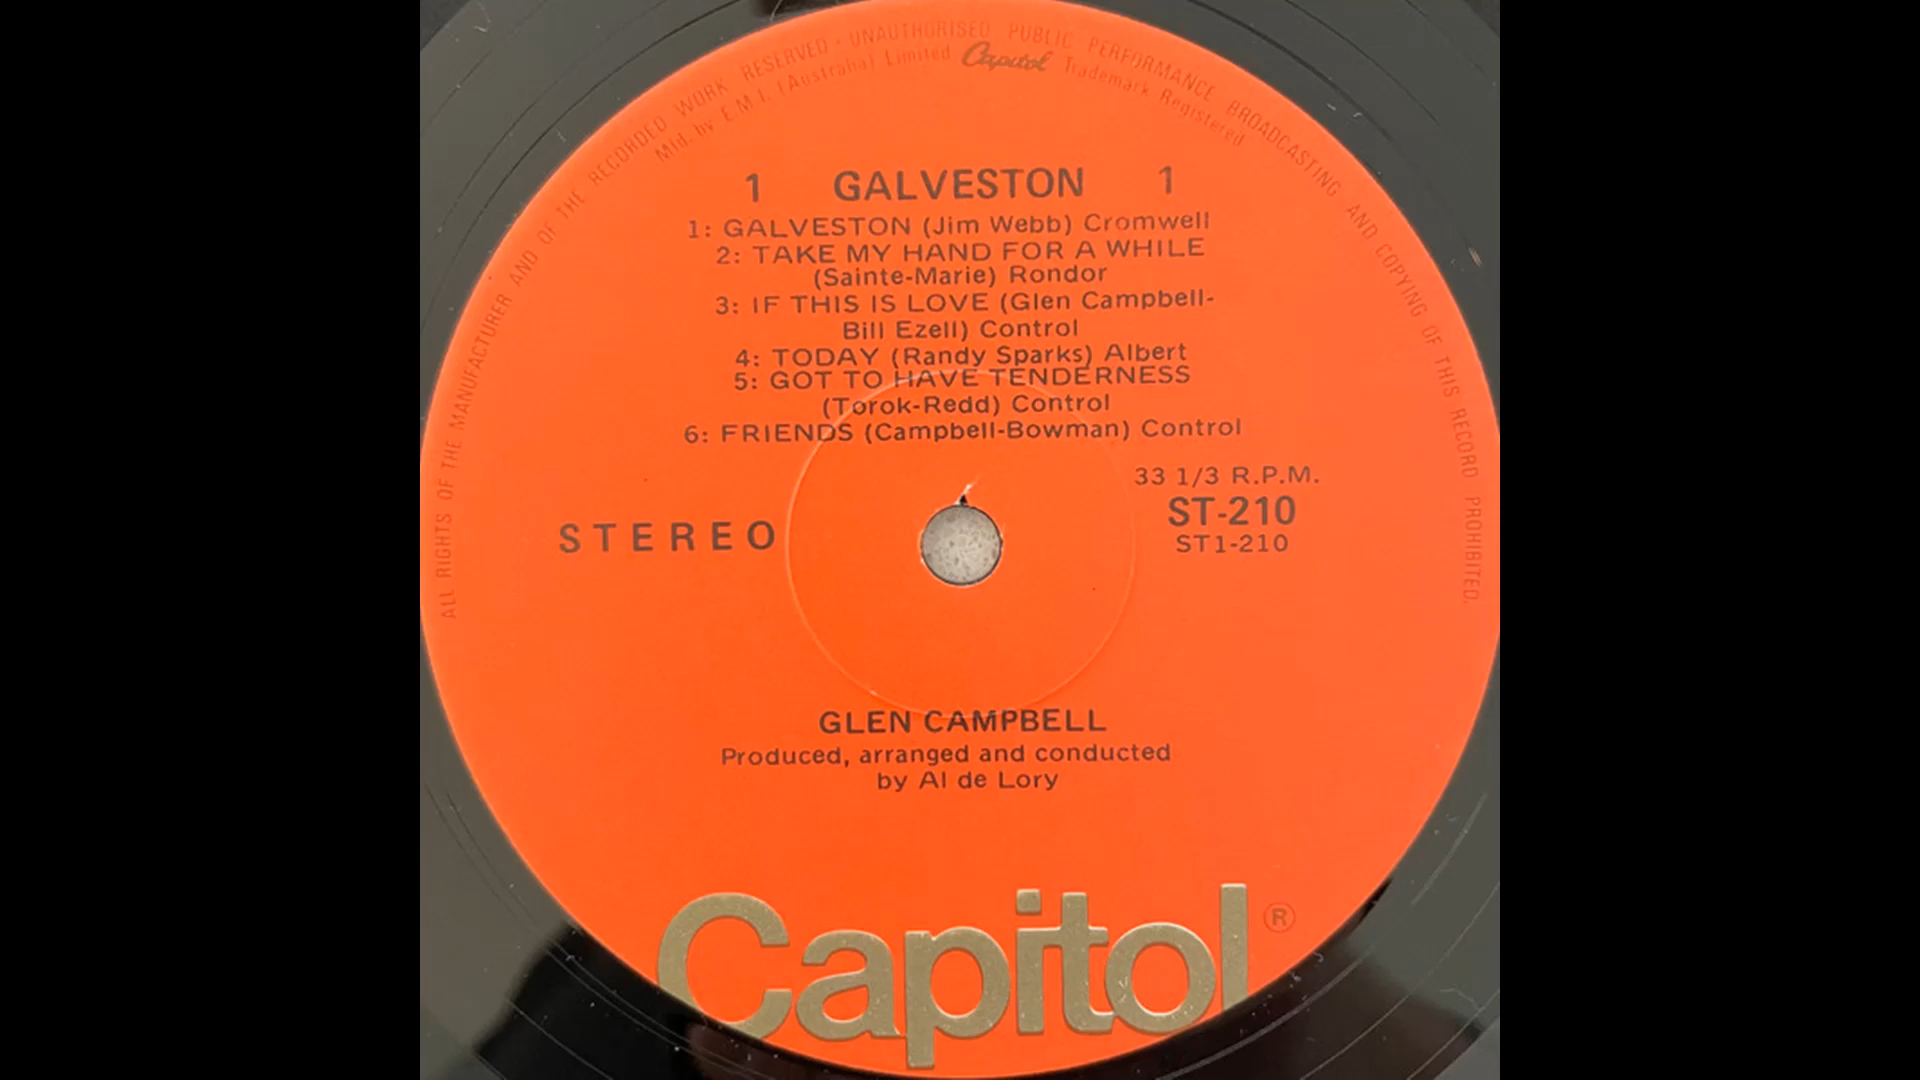 ALL RIGHTS OF THE MANUFACTURER AND OF THE RECORDED WORK RESERVED · UNAUTHORISED PUBLIC PERFORMANCE BROADCASTING AND COPYING OF THIS RECORD PROHIBITED.
Mfd. by E.M.I. (Australia) Limited Capitol Trademark Registered
1 GALVESTON 1
1: GALVESTON (Jim Webb) Cromwell
2: TAKE MY HAND FOR A WHILE
(Sainte-Marie) Rondor
3: IF THIS IS LOVE (Glen Campbell-
Bill Ezell) Control
4: TODAY (Randy Sparks) Albert
5: GOT TO HAVE TENDERNESS
(Torok-Redd) Control
6: FRIENDS (Campbell-Bowman) Control
33 1/3 R.P.M.
STEREO ST-210
ST1-210
GLEN CAMPBELL
Produced, arranged and conducted
by Al de Lory
Capitol ®